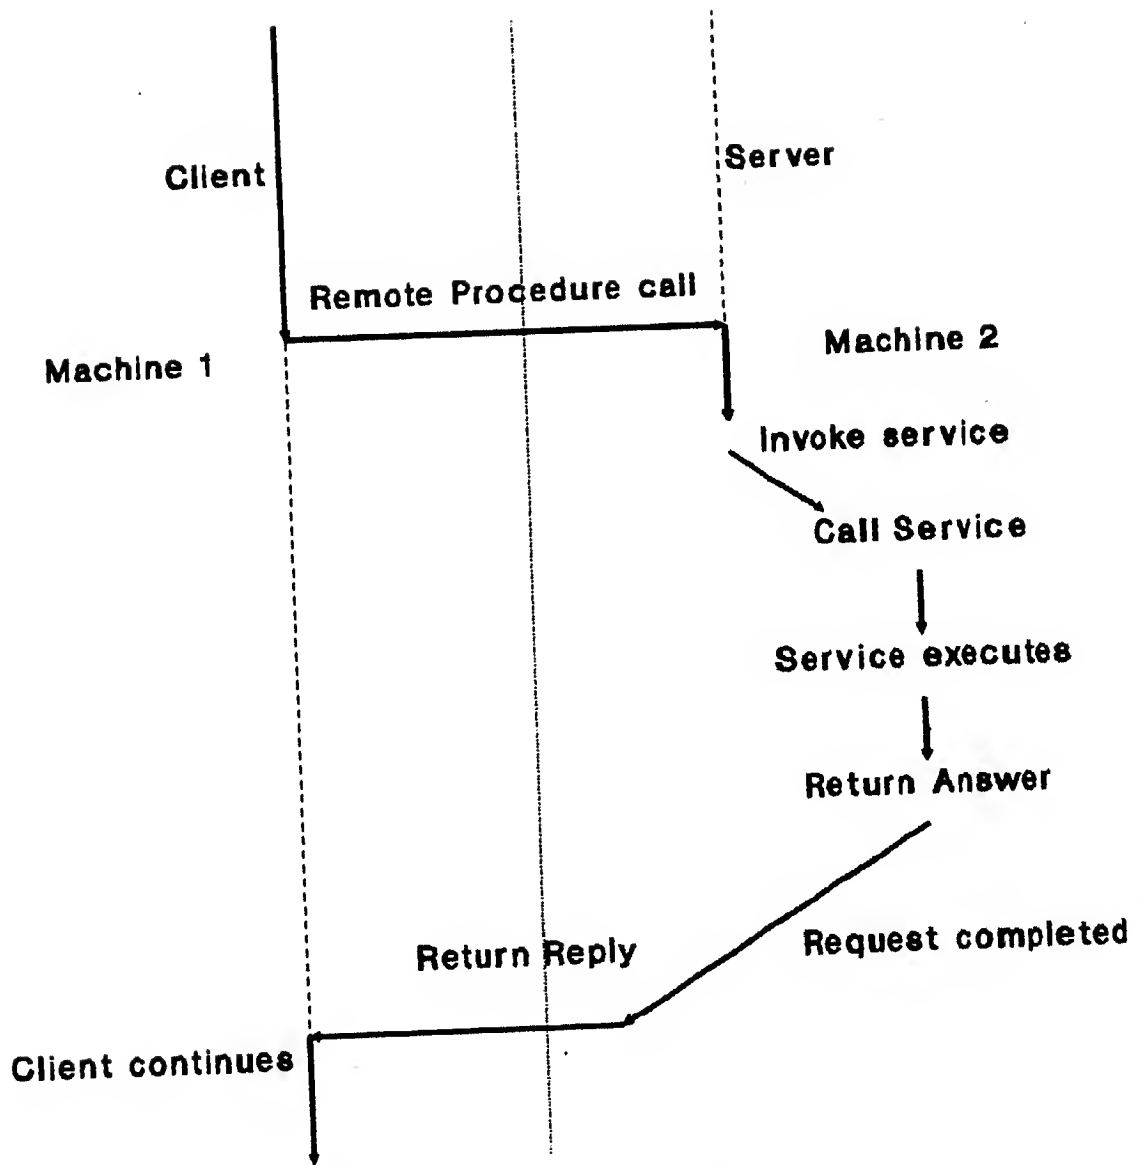 Client
Server
Remote Procedure call
Machine 1
Machine 2
Invoke service
Call Service
Service executes
Return Answer
Return Reply
Request completed
Client continues